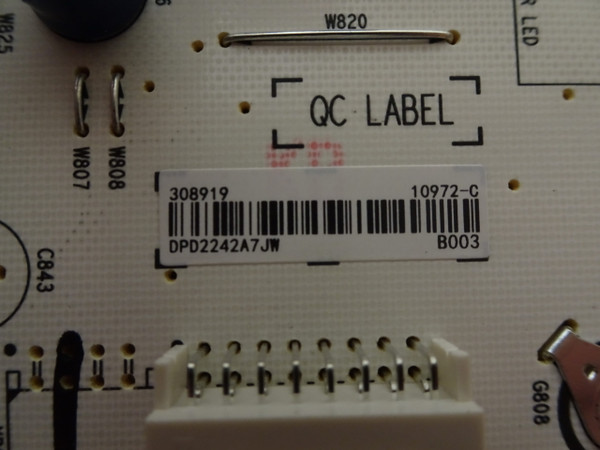 W825
W820
R LED
QC LABEL
W807
W808
308919
10972-C
DPD2242A7JW
B003
C843
G808